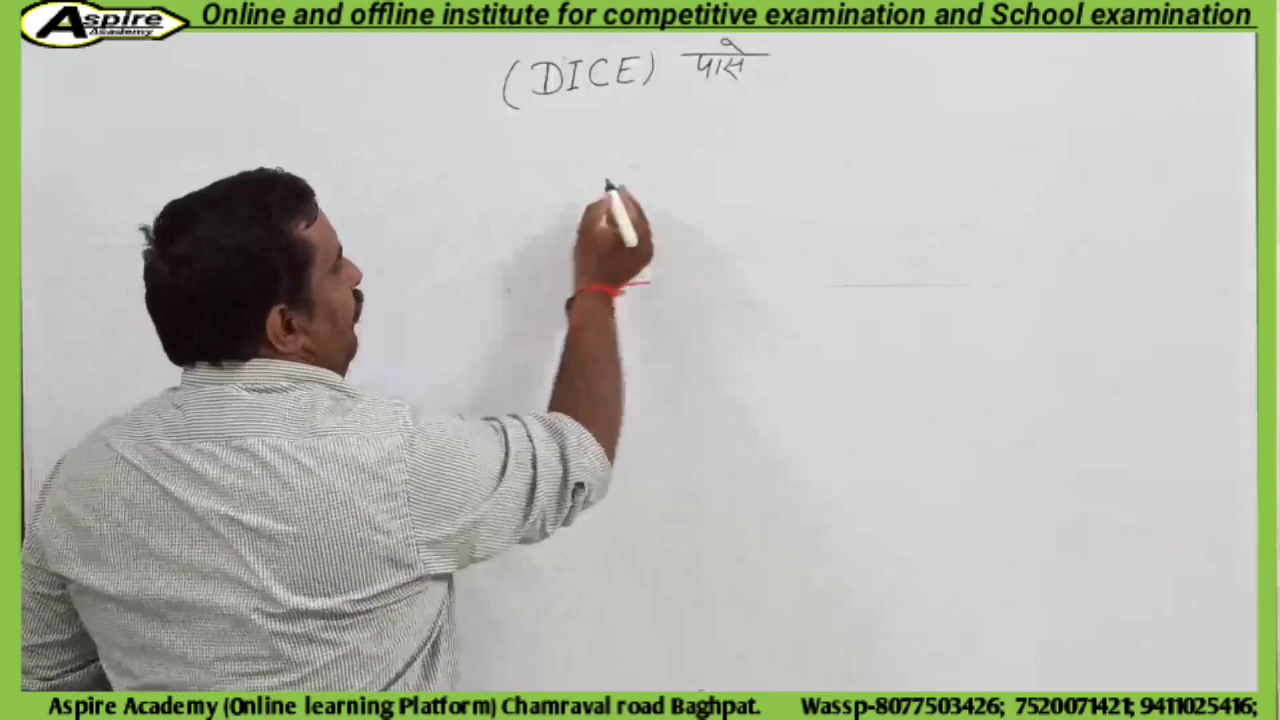 Aspire
Academy
Online and offline institute for competitive examination and School examination
(DICE) पासे
Aspire Academy (Online learning Platform) Chamraval road Baghpat. Wassp-8077503426; 7520071421; 9411025416;